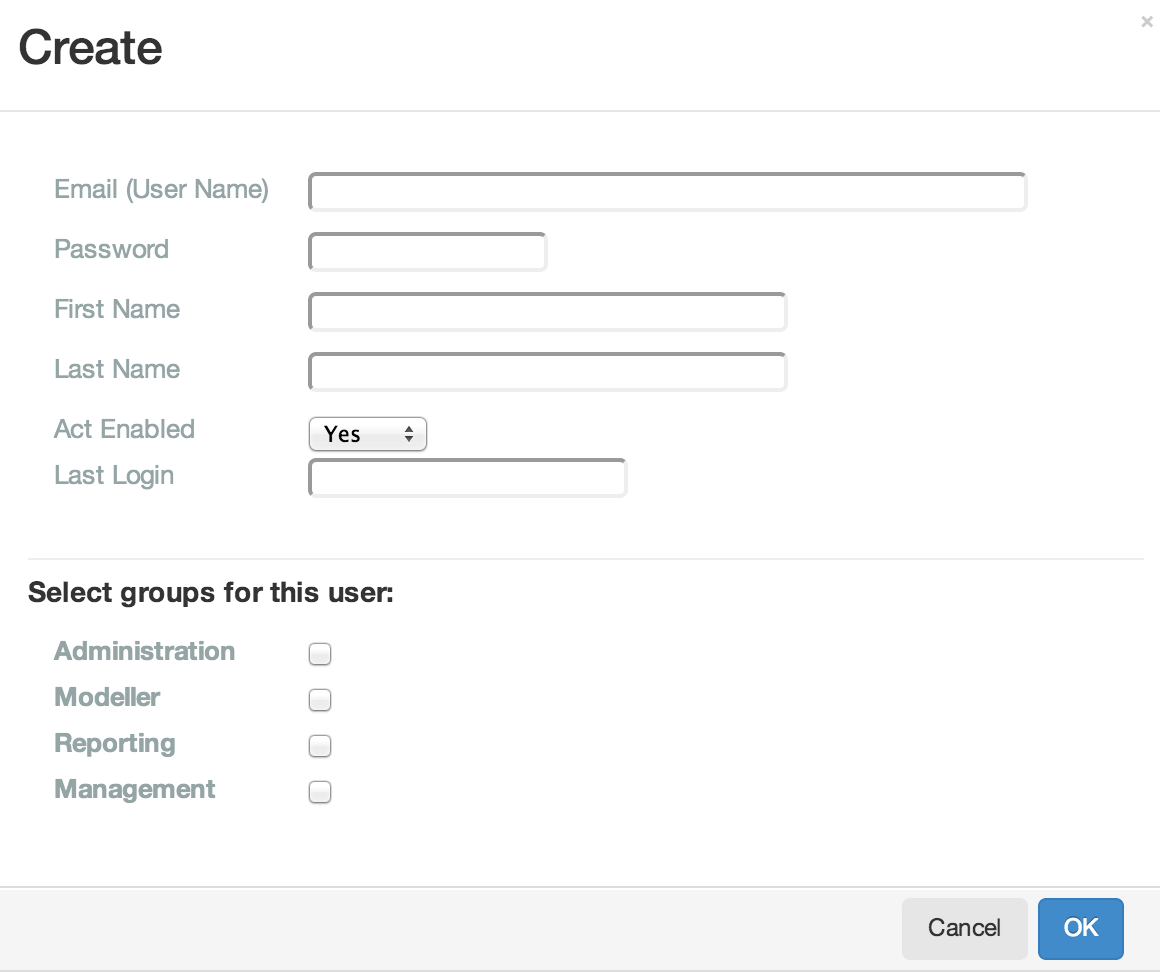 ×
Create
Email (User Name)
Password
First Name
Last Name
Act Enabled Yes
Last Login
Select groups for this user:
Administration
Modeller
Reporting
Management
Cancel OK